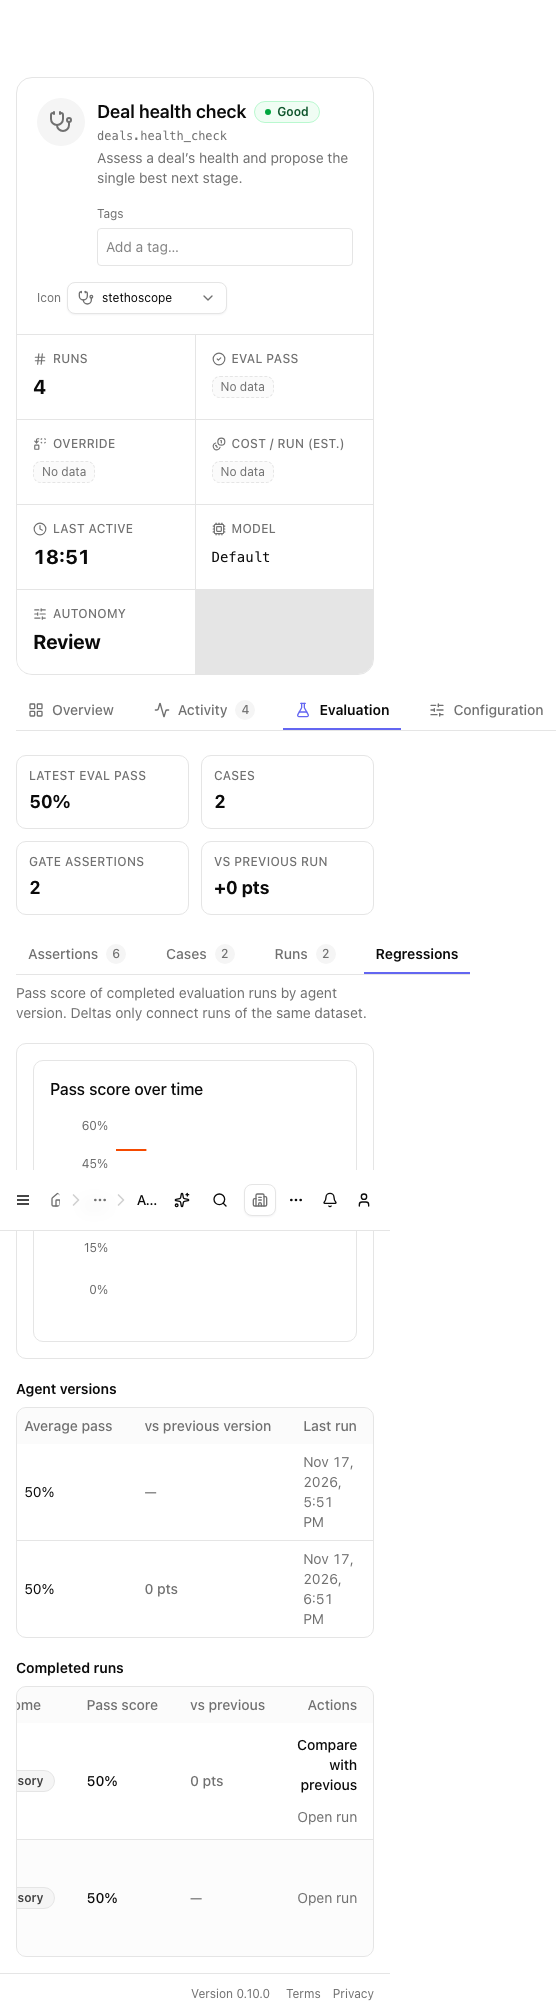 Deal health check
Good
deals.health_check
Assess a deal's health and propose the
single best next stage.
Tags
Add a tag...
Icon
stethoscope
RUNS
4
EVAL PASS
No data
OVERRIDE
No data
COST / RUN (EST.)
No data
LAST ACTIVE
18:51
MODEL
Default
AUTONOMY
Review
Overview
Activity 4
Evaluation
Configuration
LATEST EVAL PASS
50%
CASES
2
GATE ASSERTIONS
2
VS PREVIOUS RUN
+0 pts
Assertions 6
Cases 2
Runs 2
Regressions
Pass score of completed evaluation runs by agent
version. Deltas only connect runs of the same dataset.
Pass score over time
60%
45%
A...
15%
0%
Agent versions
Average pass
vs previous version
Last run
50%
—
Nov 17,
2026,
5:51
PM
50%
0 pts
Nov 17,
2026,
6:51
PM
Completed runs
ome
Pass score
vs previous
Actions
sory
50%
0 pts
Compare
with
previous
Open run
sory
50%
—
Open run
Version 0.10.0
Terms
Privacy